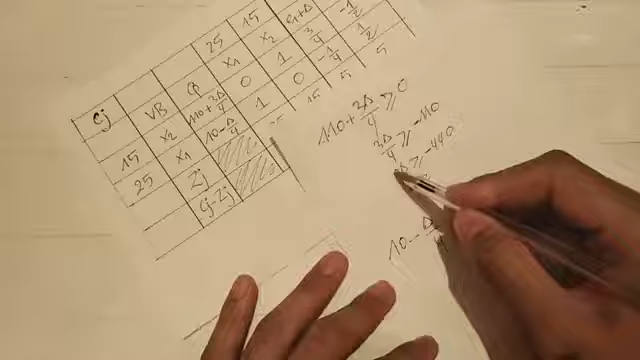 25 15
Cj VB Q x1 x2 S1+Δ -1/2
15 x2 110+3Δ/4 0 1 3/4 1/2
25 x1 10-Δ/4 1 0 -1/4
Zj 15 5 5
Cj-Zj
110+3Δ/4 ≥ 0
3Δ/4 ≥ -110
≥ -440
10-Δ